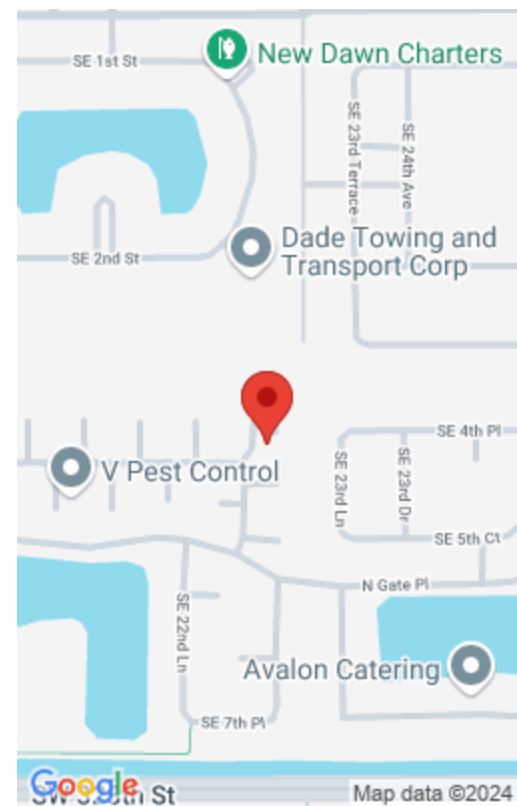 SE 1st St
New Dawn Charters
SE 23rd Terrace
SE 24th Ave
SE 2nd St
Dade Towing and
Transport Corp
SE 4th Pl
V Pest Control
SE 23rd Ln
SE 23rd Dr
SE 5th Ct
N Gate Pl
SE 22nd Ln
Avalon Catering
SE 7th Pl
Google
St
Map data ©2024